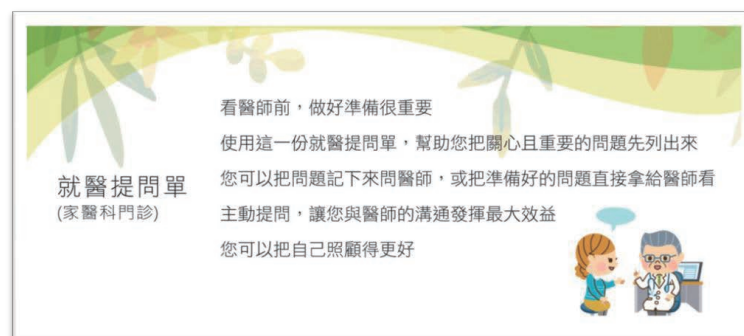 就醫提問單
(家醫科門診)
看醫師前，做好準備很重要
使用這一份就醫提問單，幫助您把關心且重要的問題先列出來
您可以把問題記下來問醫師，或把準備好的問題直接拿給醫師看
主動提問，讓您與醫師的溝通發揮最大效益
您可以把自己照顧得更好